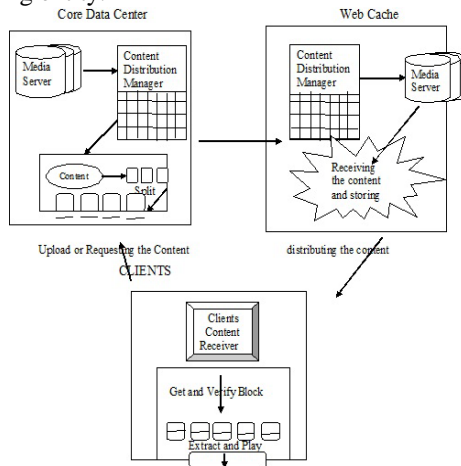 Core Data Center
Web Cache
Media
Server
Content
Distribution
Manager
Content
Split
Content
Distribution
Manager
Media
Server
Receiving
the content
and storing
Upload or Requesting the Content
distributing the content
CLIENTS
Clients
Content
Receiver
Get and Verify Block
Extract and Play